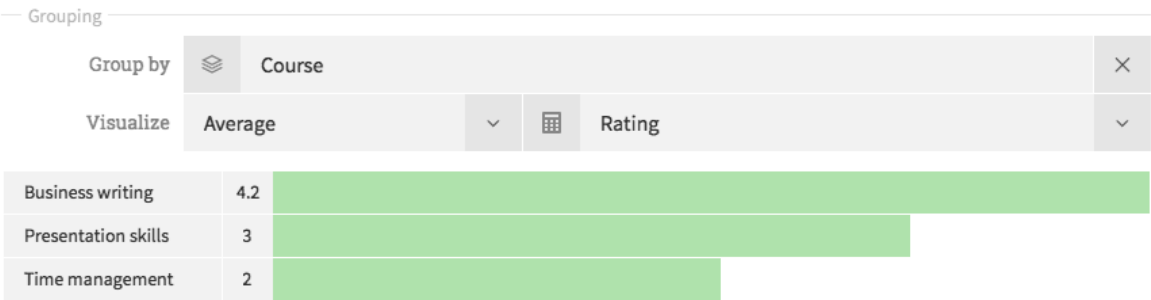 Grouping
Group by Course
Visualize Average Rating
Business writing 4.2
Presentation skills 3
Time management 2